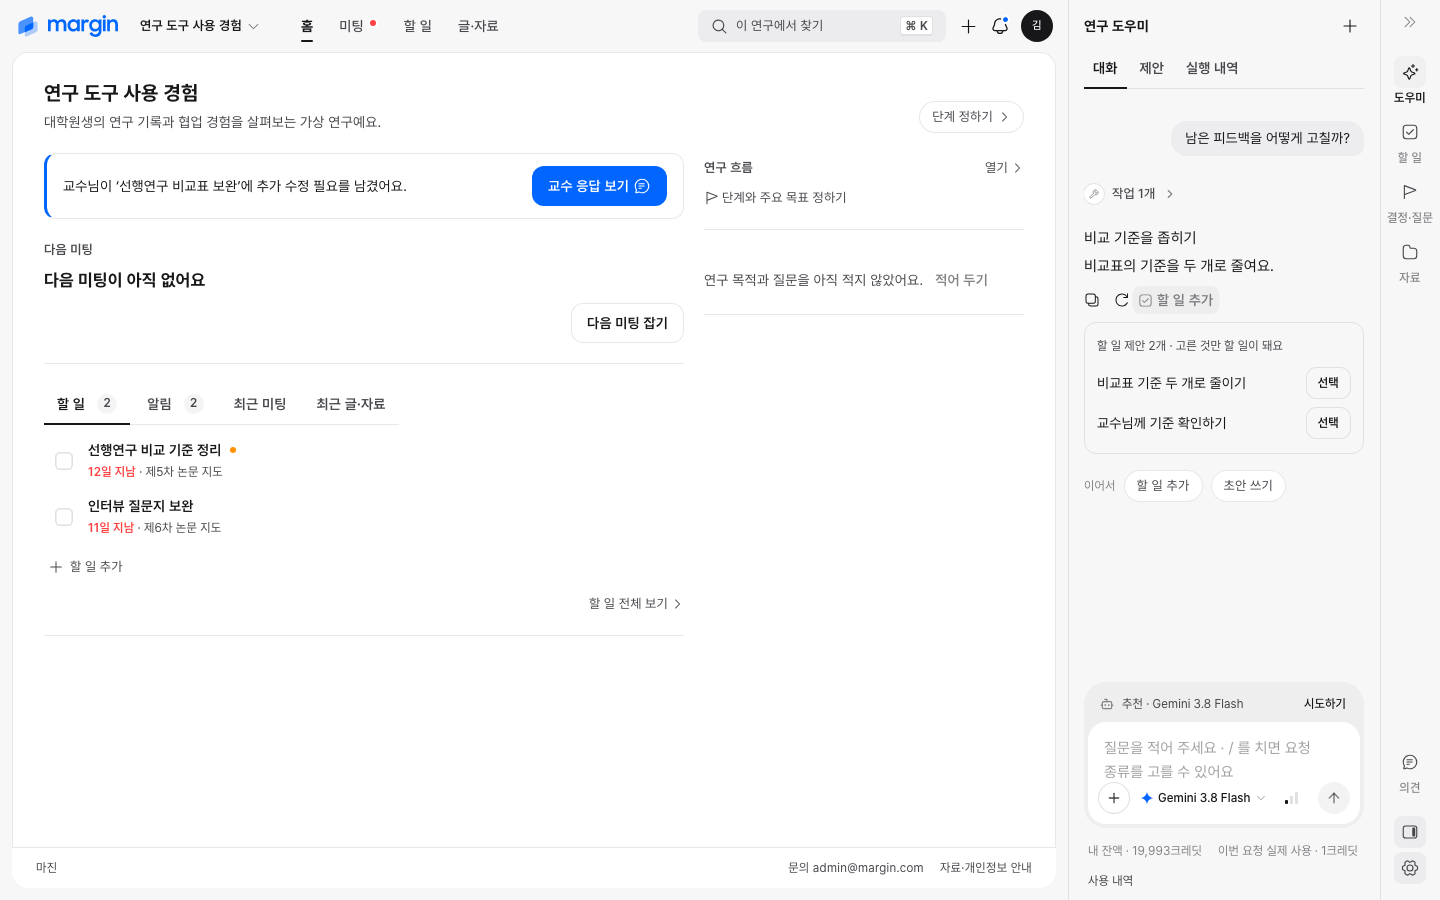 margin
연구 도구 사용 경험
홈
미팅
할 일
글·자료
이 연구에서 찾기
⌘ K
김
연구 도구 사용 경험
대학원생의 연구 기록과 협업 경험을 살펴보는 가상 연구예요.
단계 정하기
교수님이 ‘선행연구 비교표 보완’에 추가 수정 필요를 남겼어요.
교수 응답 보기
다음 미팅
다음 미팅이 아직 없어요
다음 미팅 잡기
할 일 2
알림 2
최근 미팅
최근 글·자료
선행연구 비교 기준 정리
12일 지남 · 제5차 논문 지도
인터뷰 질문지 보완
11일 지남 · 제6차 논문 지도
할 일 추가
할 일 전체 보기
연구 흐름
열기
단계와 주요 목표 정하기
연구 목적과 질문을 아직 적지 않았어요.
적어 두기
마진
문의 admin@margin.com
자료·개인정보 안내
연구 도우미
대화
제안
실행 내역
남은 피드백을 어떻게 고칠까?
작업 1개
비교 기준을 좁히기
비교표의 기준을 두 개로 줄여요.
할 일 추가
할 일 제안 2개 · 고른 것만 할 일이 돼요
비교표 기준 두 개로 줄이기
선택
교수님께 기준 확인하기
선택
이어서
할 일 추가
초안 쓰기
추천 · Gemini 3.8 Flash
시도하기
질문을 적어 주세요 · / 를 치면 요청
종류를 고를 수 있어요
Gemini 3.8 Flash
내 잔액 · 19,993크레딧
이번 요청 실제 사용 · 1크레딧
사용 내역
도우미
할 일
결정·질문
자료
의견